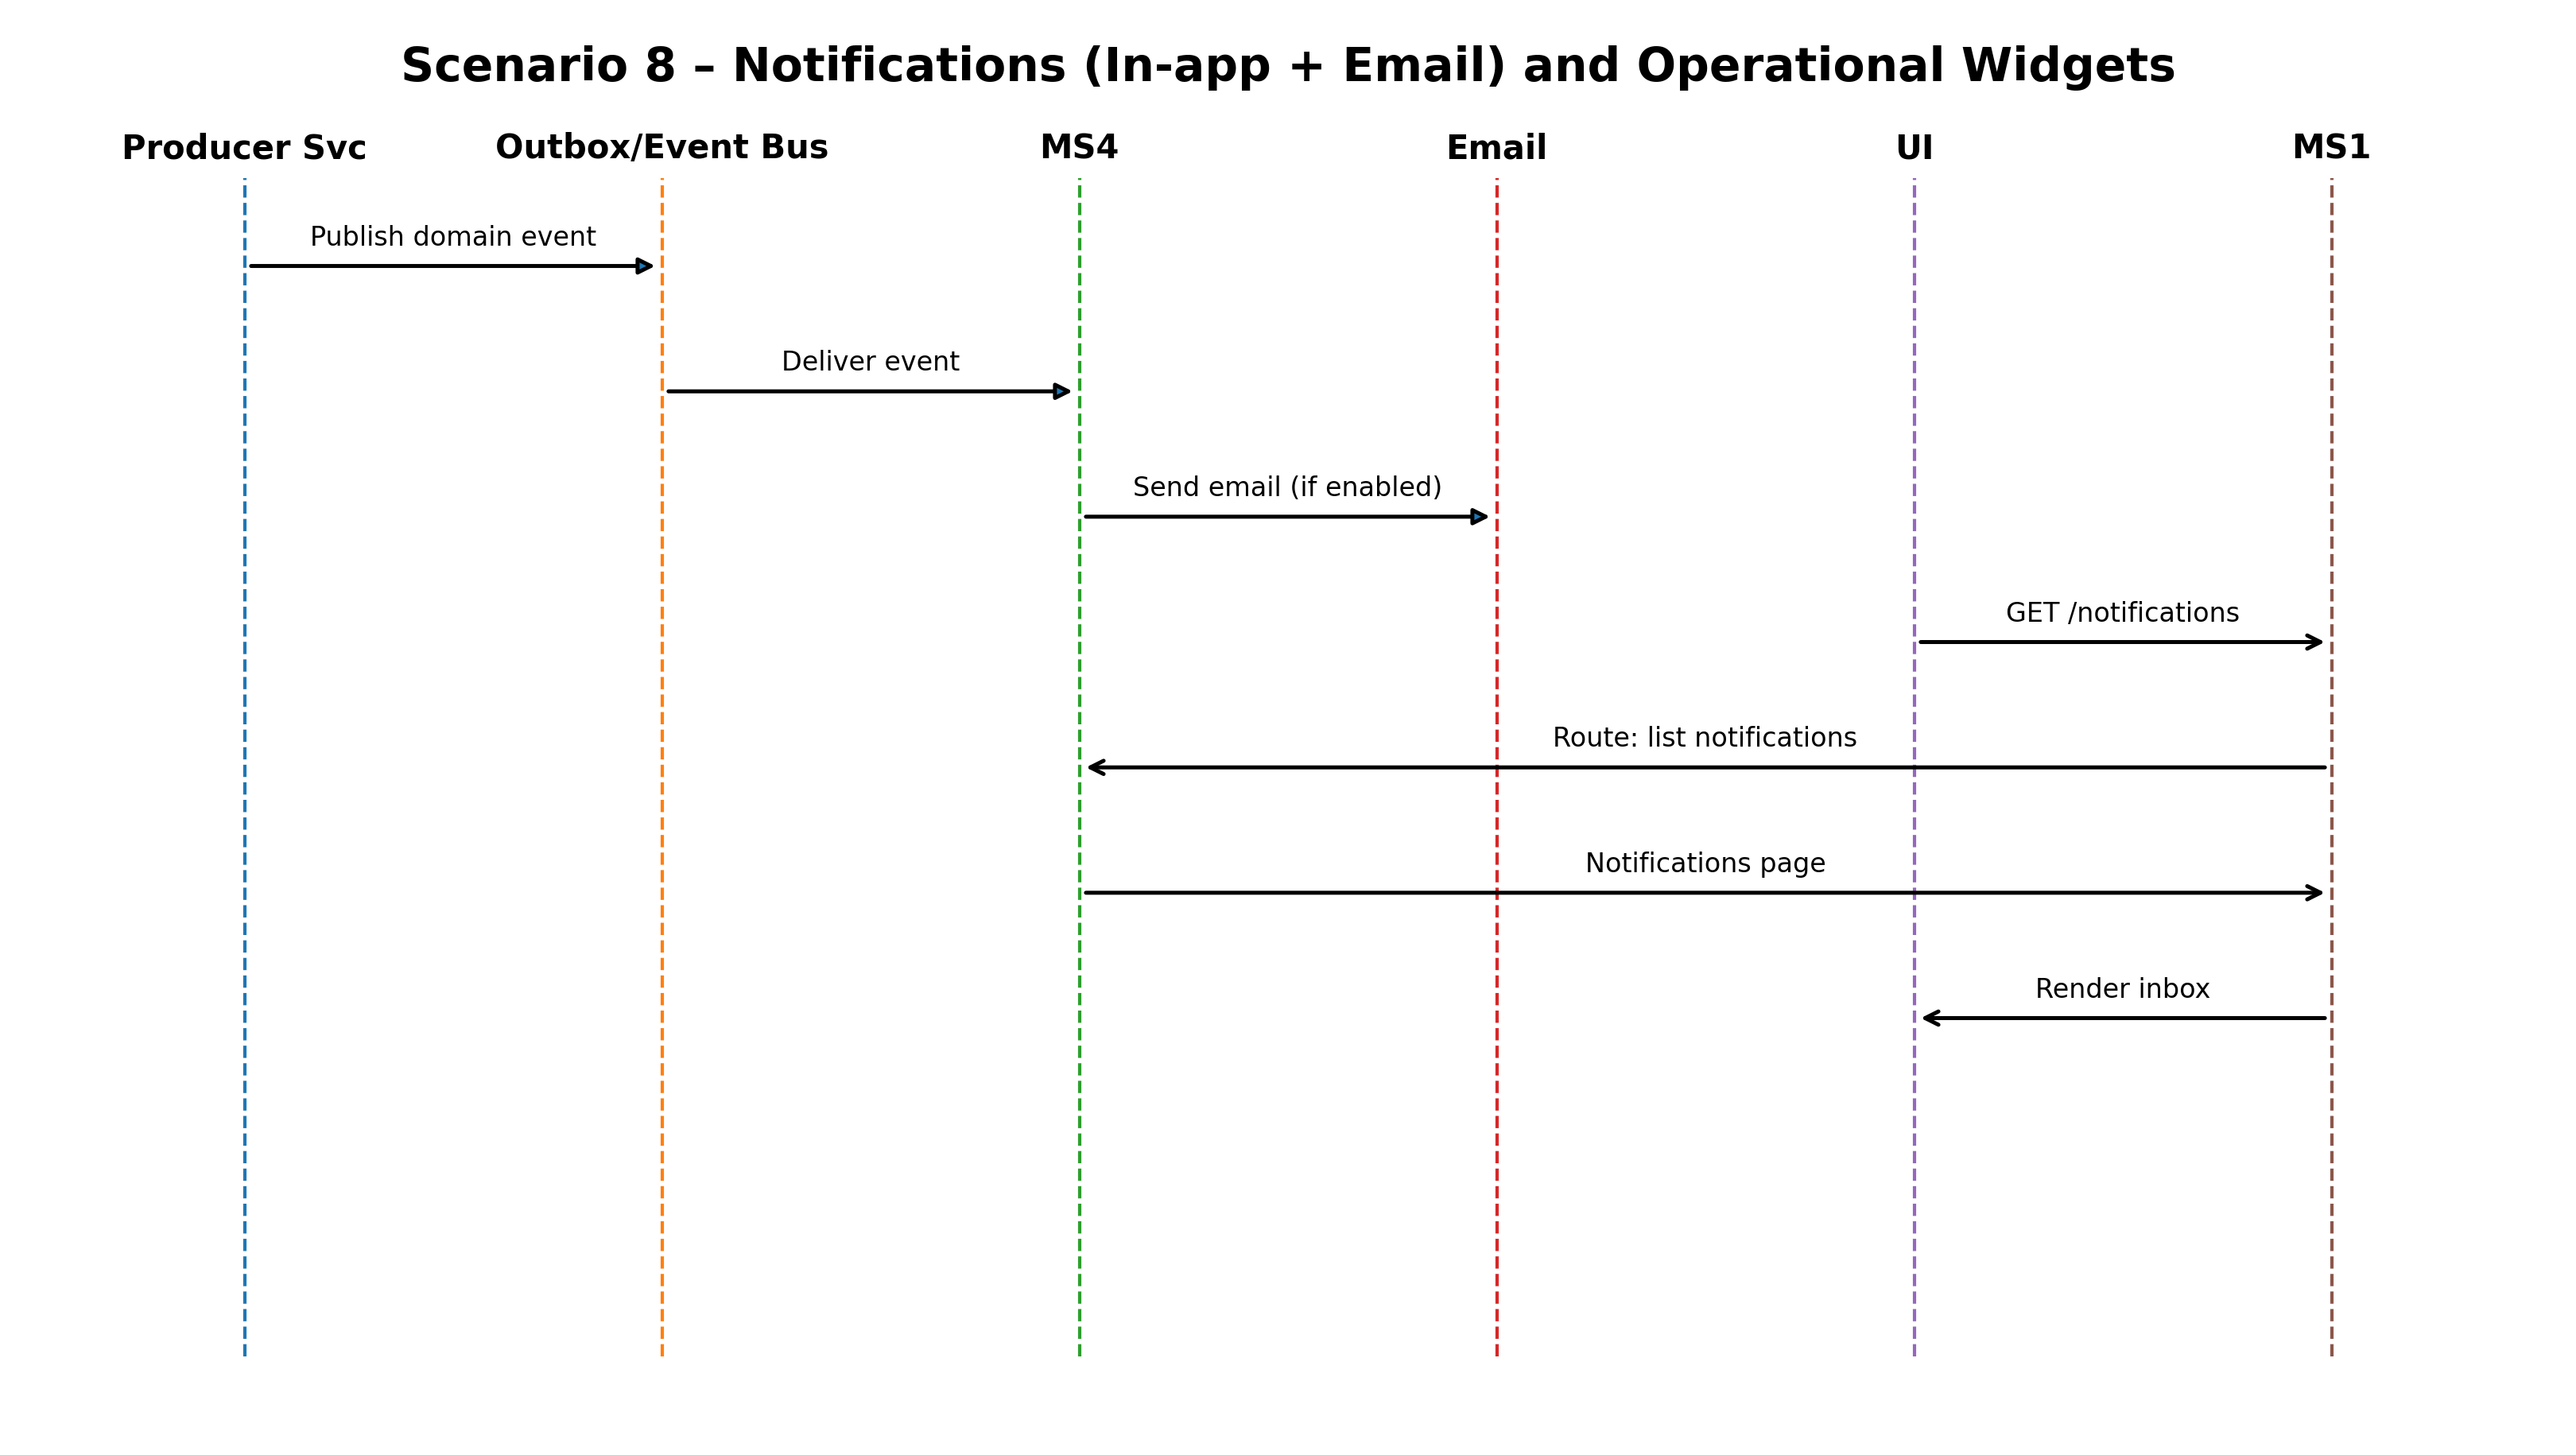 Scenario 8 – Notifications (In-app + Email) and Operational Widgets
Producer Svc
Outbox/Event Bus
MS4
Email
UI
MS1
Publish domain event
Deliver event
Send email (if enabled)
GET /notifications
Route: list notifications
Notifications page
Render inbox